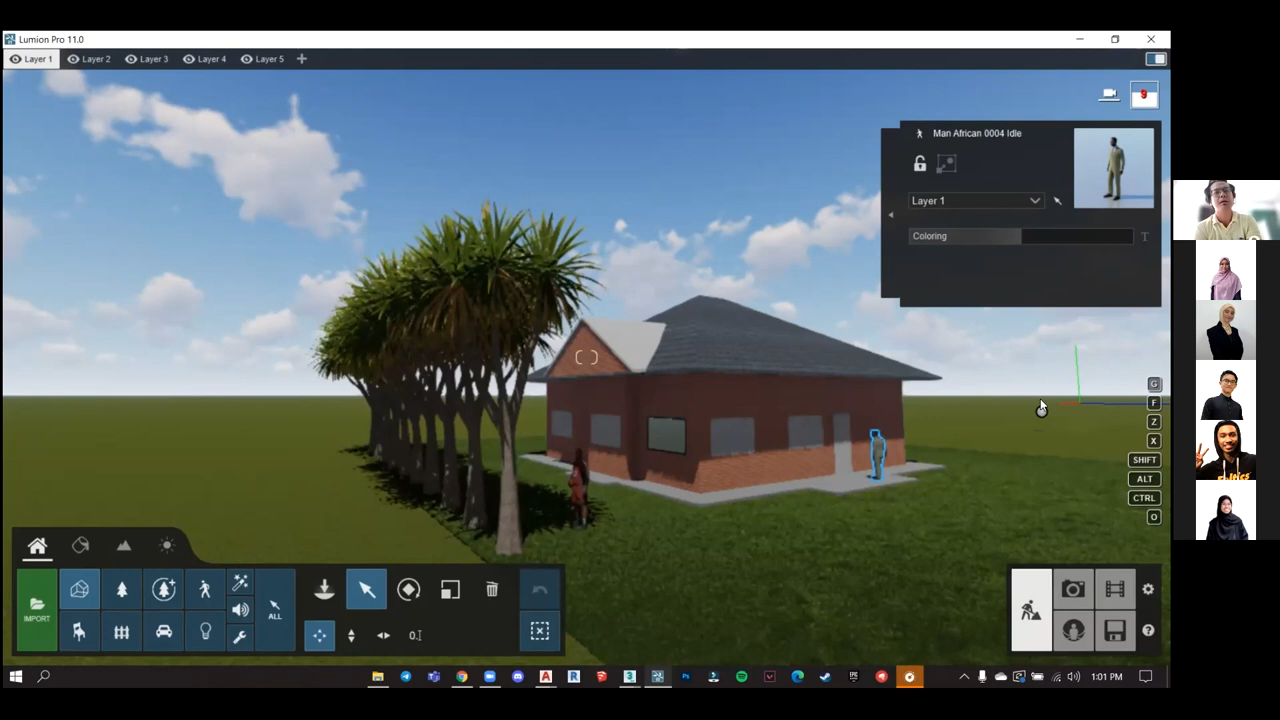 Lumion Pro 11.0
Layer 1 Layer 2 Layer 3 Layer 4 Layer 5
9
Man African 0004 Idle
Layer 1
Coloring T
G
F
Z
X
SHIFT
ALT
CTRL
O
IMPORT
ALL
0.
1:01 PM